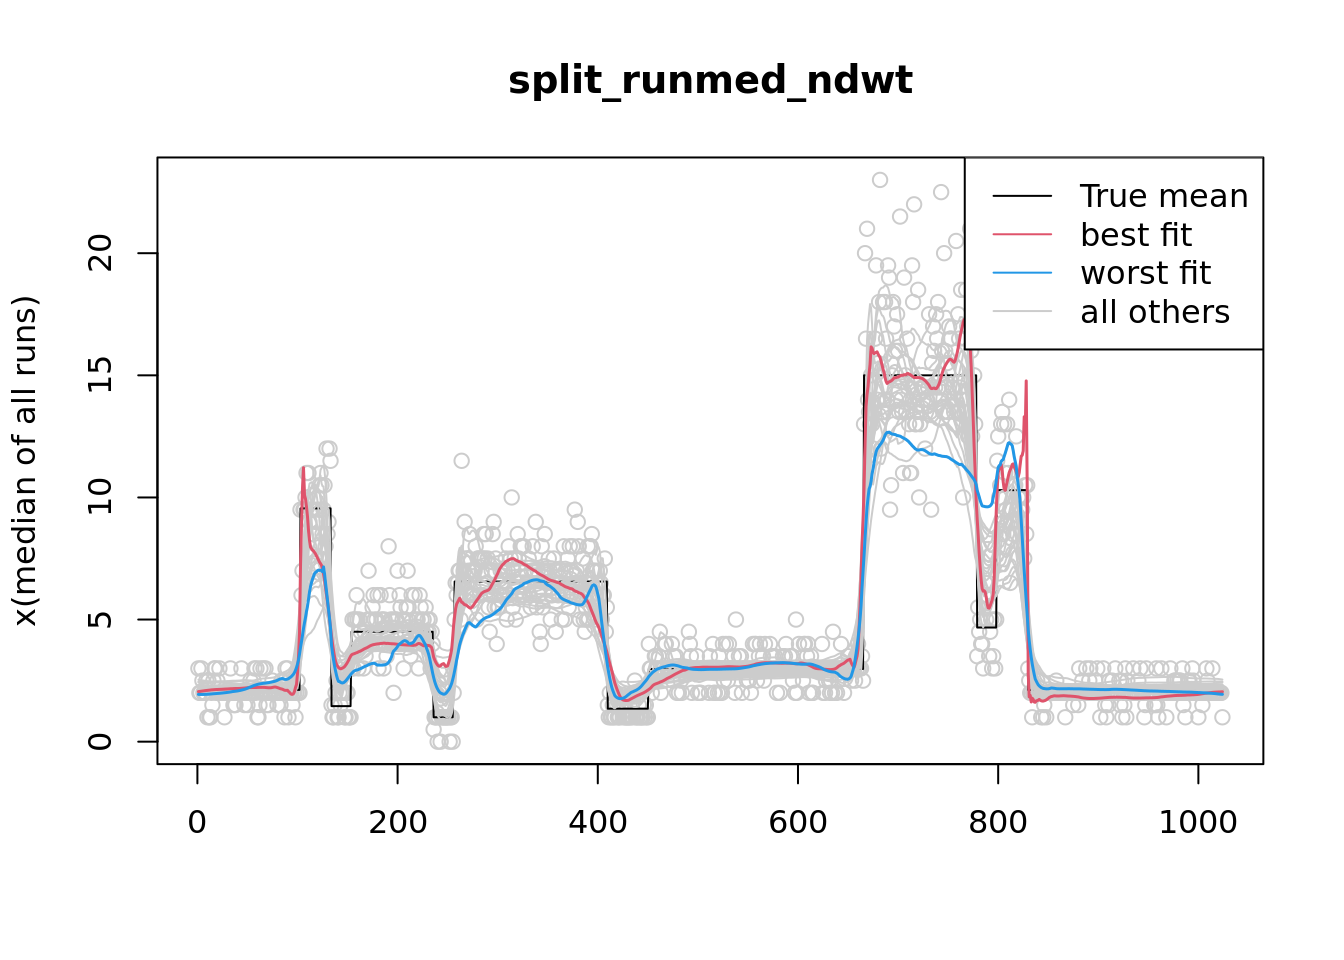 split_runmed_ndwt
x(median of all runs)
True mean
best fit
worst fit
all others
20
15
10
5
0
0 200 400 600 800 1000